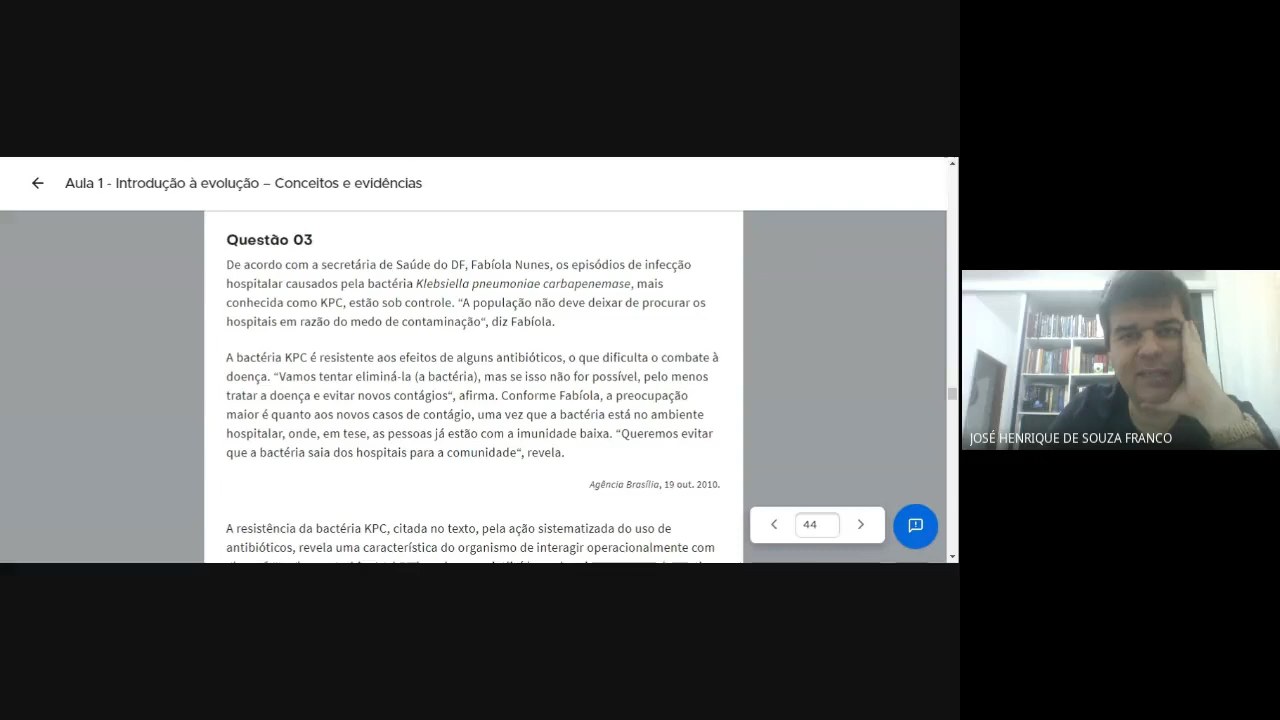 Aula 1 - Introdução à evolução – Conceitos e evidências
Questão 03
De acordo com a secretária de Saúde do DF, Fabíola Nunes, os episódios de infecção
hospitalar causados pela bactéria Klebsiella pneumoniae carbapenemase, mais
conhecida como KPC, estão sob controle. “A população não deve deixar de procurar os
hospitais em razão do medo de contaminação“, diz Fabíola.
A bactéria KPC é resistente aos efeitos de alguns antibióticos, o que dificulta o combate à
doença. “Vamos tentar eliminá-la (a bactéria), mas se isso não for possível, pelo menos
tratar a doença e evitar novos contágios“, afirma. Conforme Fabíola, a preocupação
maior é quanto aos novos casos de contágio, uma vez que a bactéria está no ambiente
hospitalar, onde, em tese, as pessoas já estão com a imunidade baixa. “Queremos evitar
que a bactéria saia dos hospitais para a comunidade“, revela.
Agência Brasília, 19 out. 2010.
A resistência da bactéria KPC, citada no texto, pela ação sistematizada do uso de
antibióticos, revela uma característica do organismo de interagir operacionalmente com
44
JOSÉ HENRIQUE DE SOUZA FRANCO